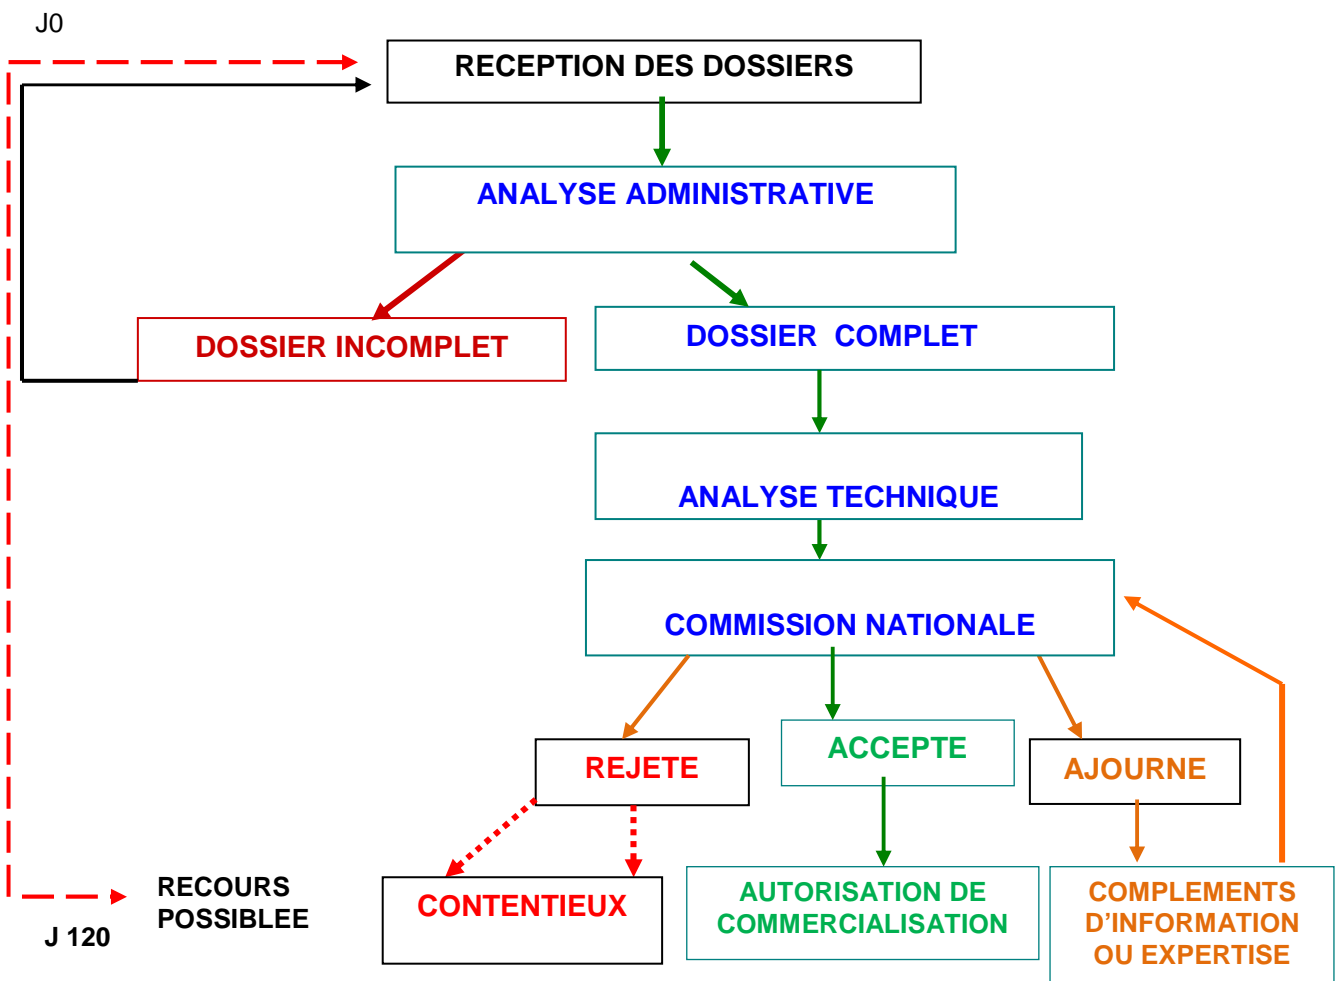 J0
RECEPTION DES DOSSIERS
ANALYSE ADMINISTRATIVE
DOSSIER INCOMPLET
DOSSIER COMPLET
ANALYSE TECHNIQUE
COMMISSION NATIONALE
REJETE
ACCEPTE
AJOURNE
RECOURS
POSSIBLEE
J 120
CONTENTIEUX
AUTORISATION DE
COMMERCIALISATION
COMPLEMENTS
D’INFORMATION
OU EXPERTISE